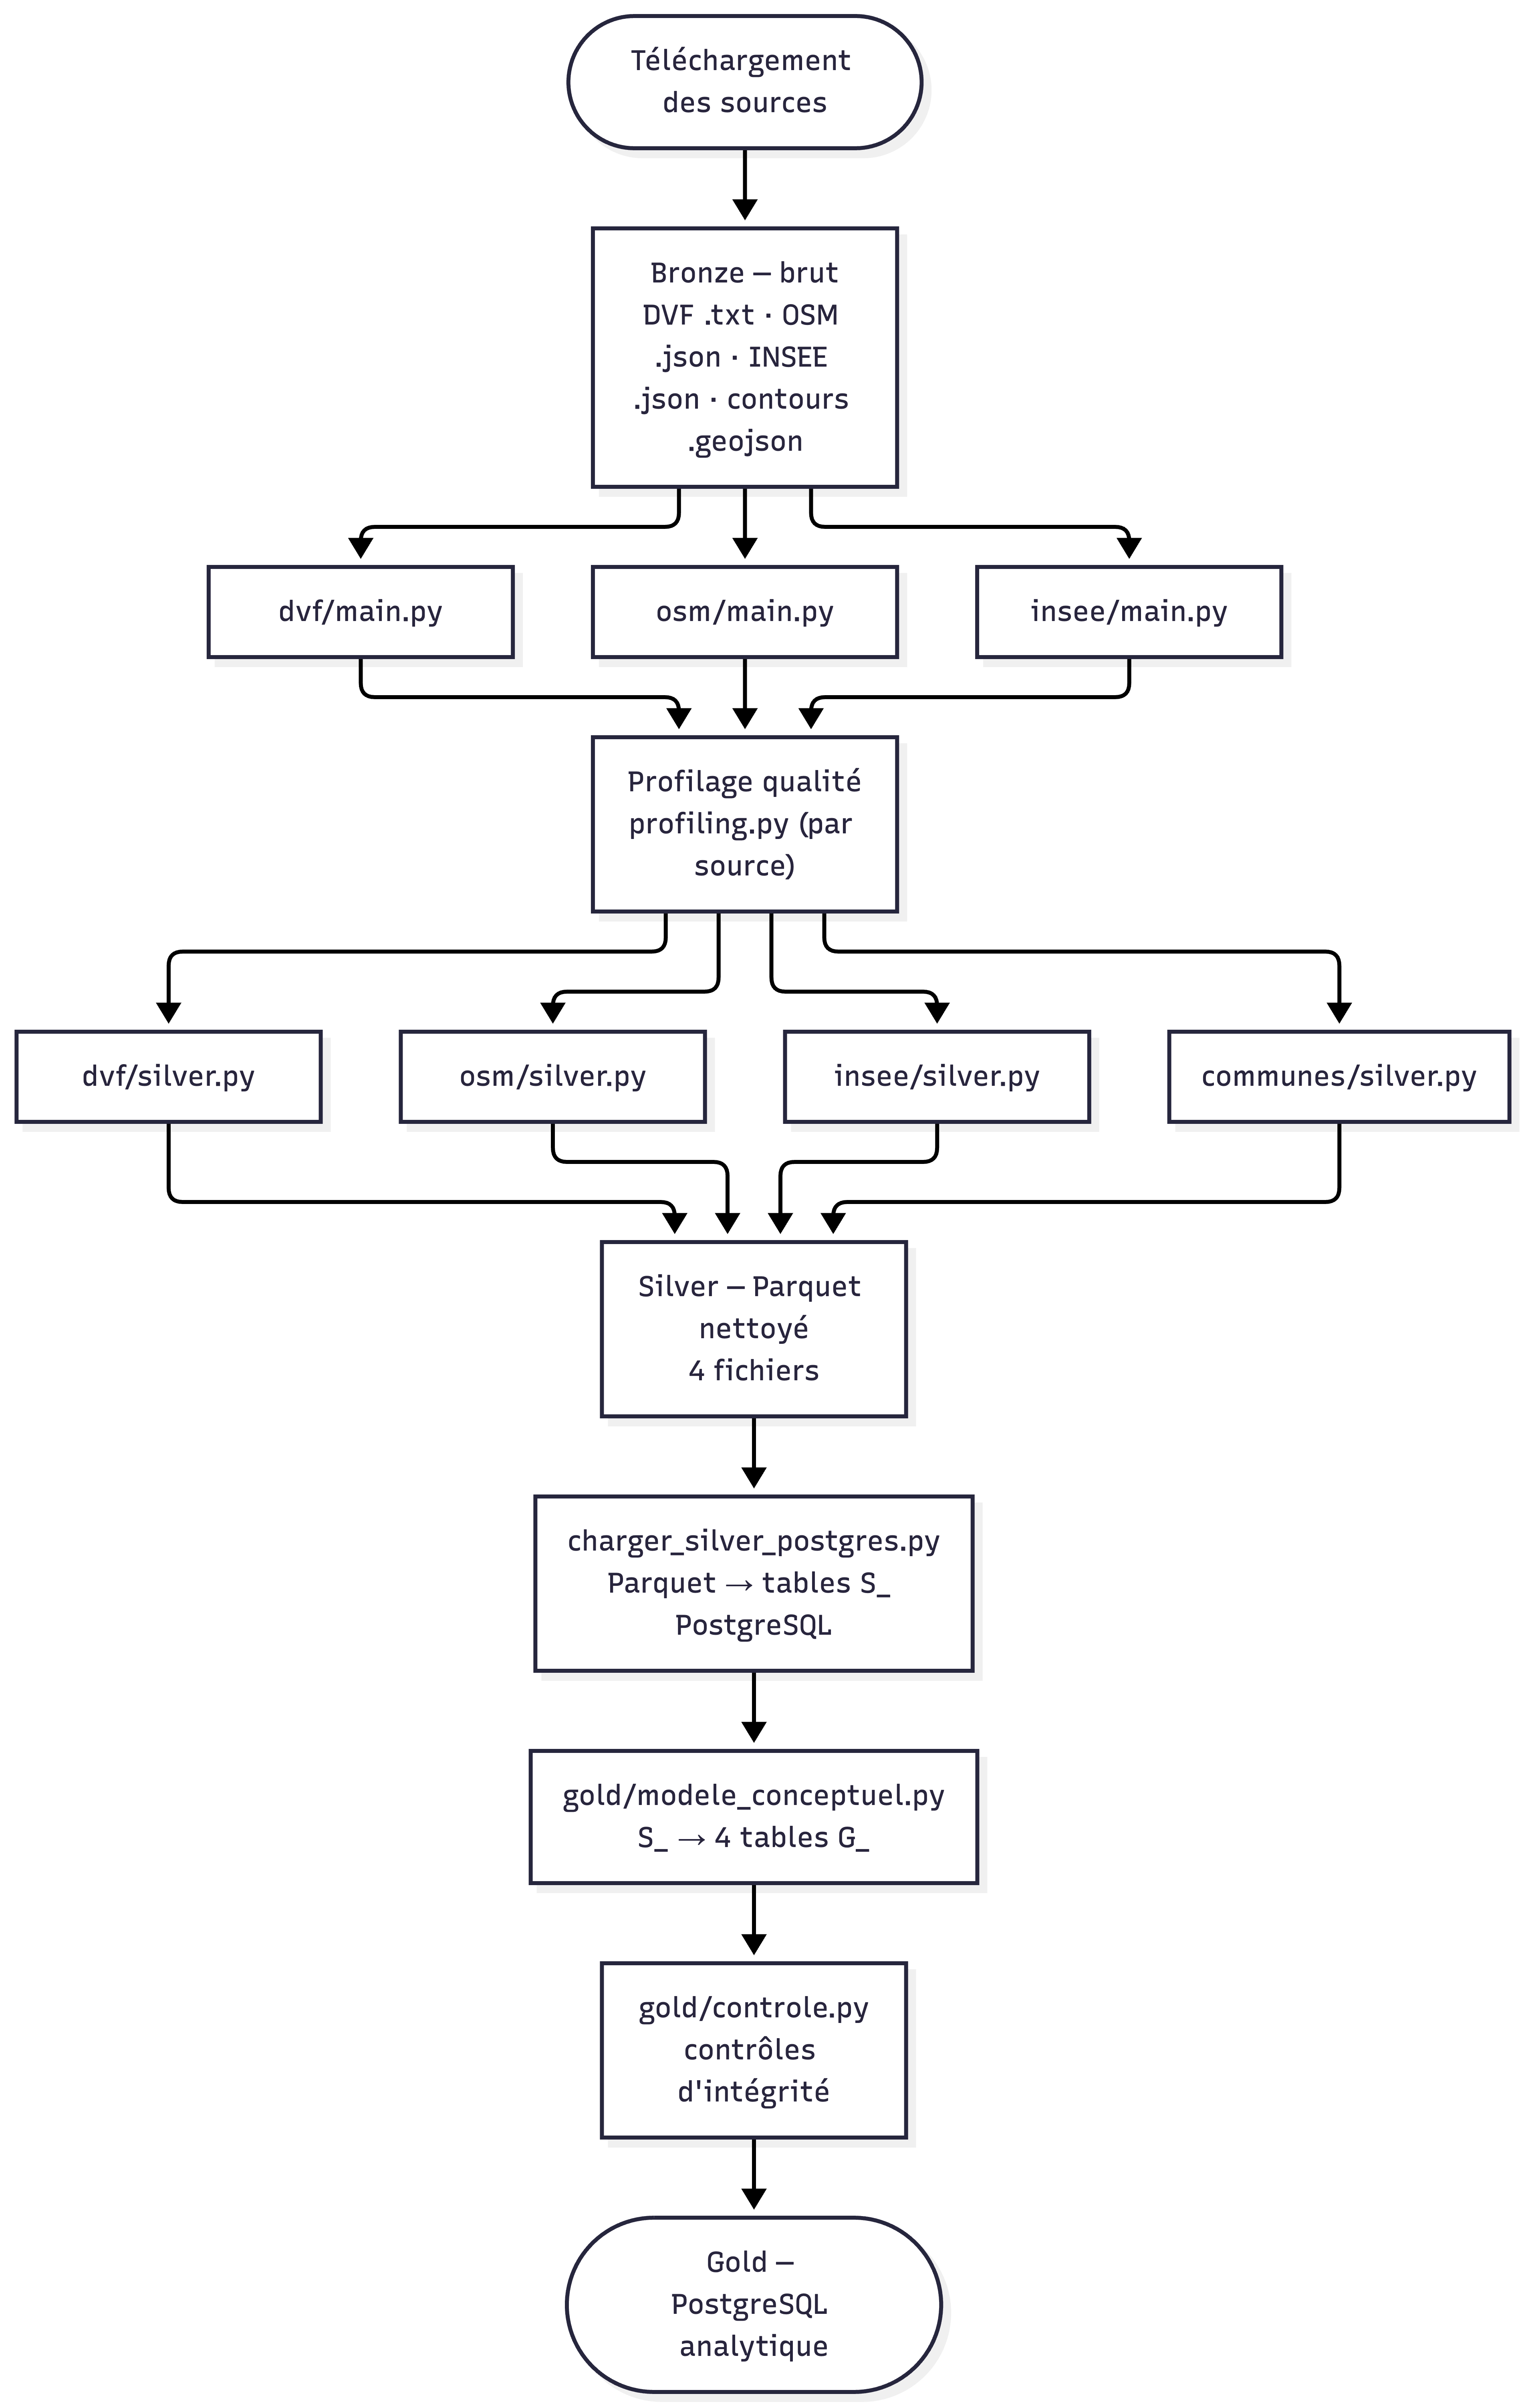 Téléchargement
des sources
Bronze – brut
DVF .txt · OSM
.json · INSEE
.json · contours
.geojson
dvf/main.py
osm/main.py
insee/main.py
Profilage qualité
profiling.py (par
source)
dvf/silver.py
osm/silver.py
insee/silver.py
communes/silver.py
Silver – Parquet
nettoyé
4 fichiers
charger_silver_postgres.py
Parquet → tables S_
PostgreSQL
gold/modele_conceptuel.py
S_ → 4 tables G_
gold/controle.py
contrôles
d'intégrité
Gold –
PostgreSQL
analytique